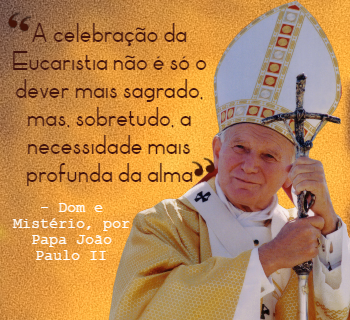 “A celebração da
Eucaristia não é só o
dever mais sagrado,
mas, sobretudo, a
necessidade mais
profunda da alma”
- Dom e
Mistério, por
Papa João
Paulo II